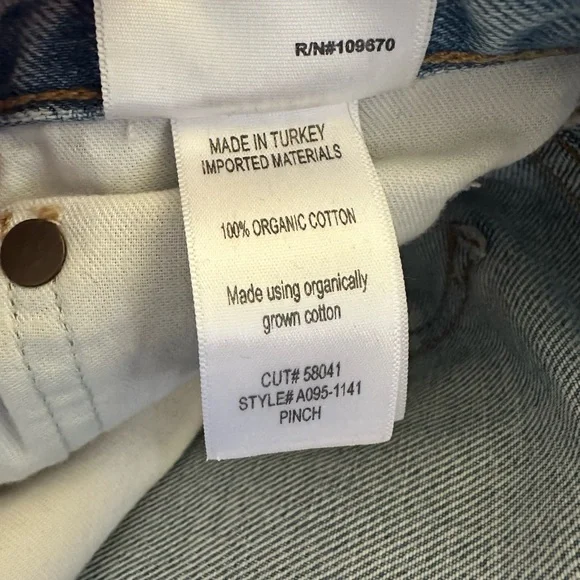 R/N#109670
MADE IN TURKEY
IMPORTED MATERIALS
100% ORGANIC COTTON
Made using organically
grown cotton
CUT# 58041
STYLE# A095-1141
PINCH